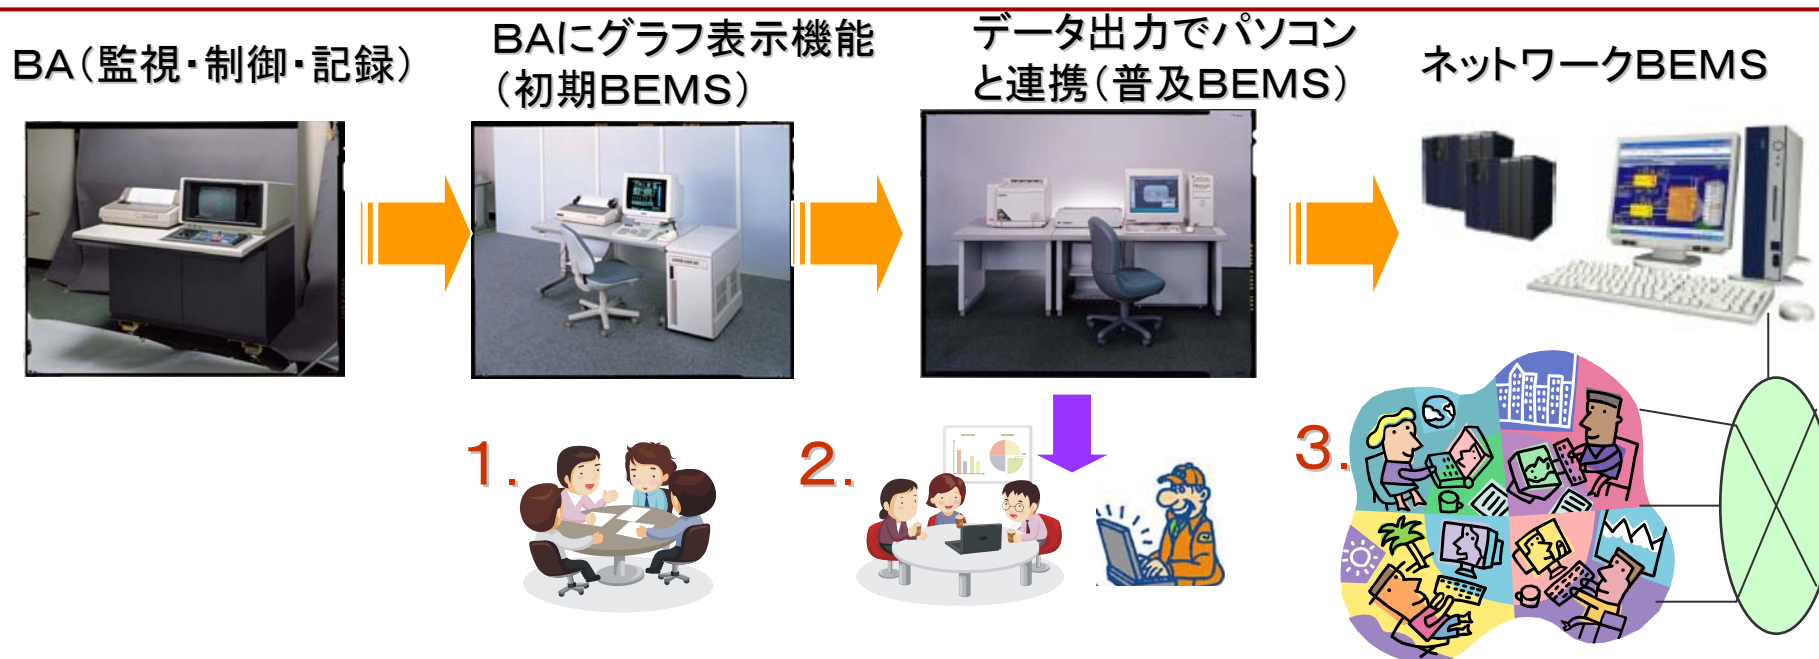 BA（監視・制御・記録）
BAにグラフ表示機能
（初期BEMS）
データ出力でパソコン
と連携（普及BEMS）
ネットワークBEMS
1.
2.
3.